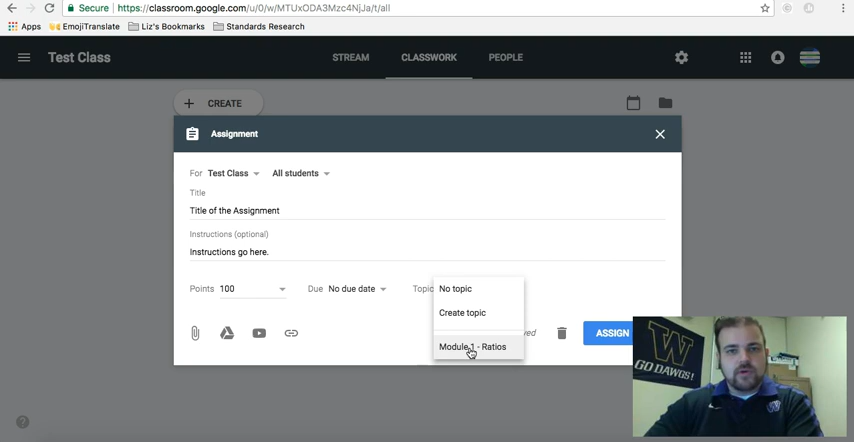 Secure | https://classroom.google.com/u/0/w/MTUxODA3Mzc4NjJa/t/all
Apps EmojiTranslate Liz's Bookmarks Standards Research
Test Class STREAM CLASSWORK PEOPLE
CREATE
Assignment
For Test Class All students
Title
Title of the Assignment
Instructions (optional)
Instructions go here.
Points 100 Due No due date Topic No topic
Create topic
ved ASSIGN
Module 1 - Ratios
W
GO DAWGS!
W